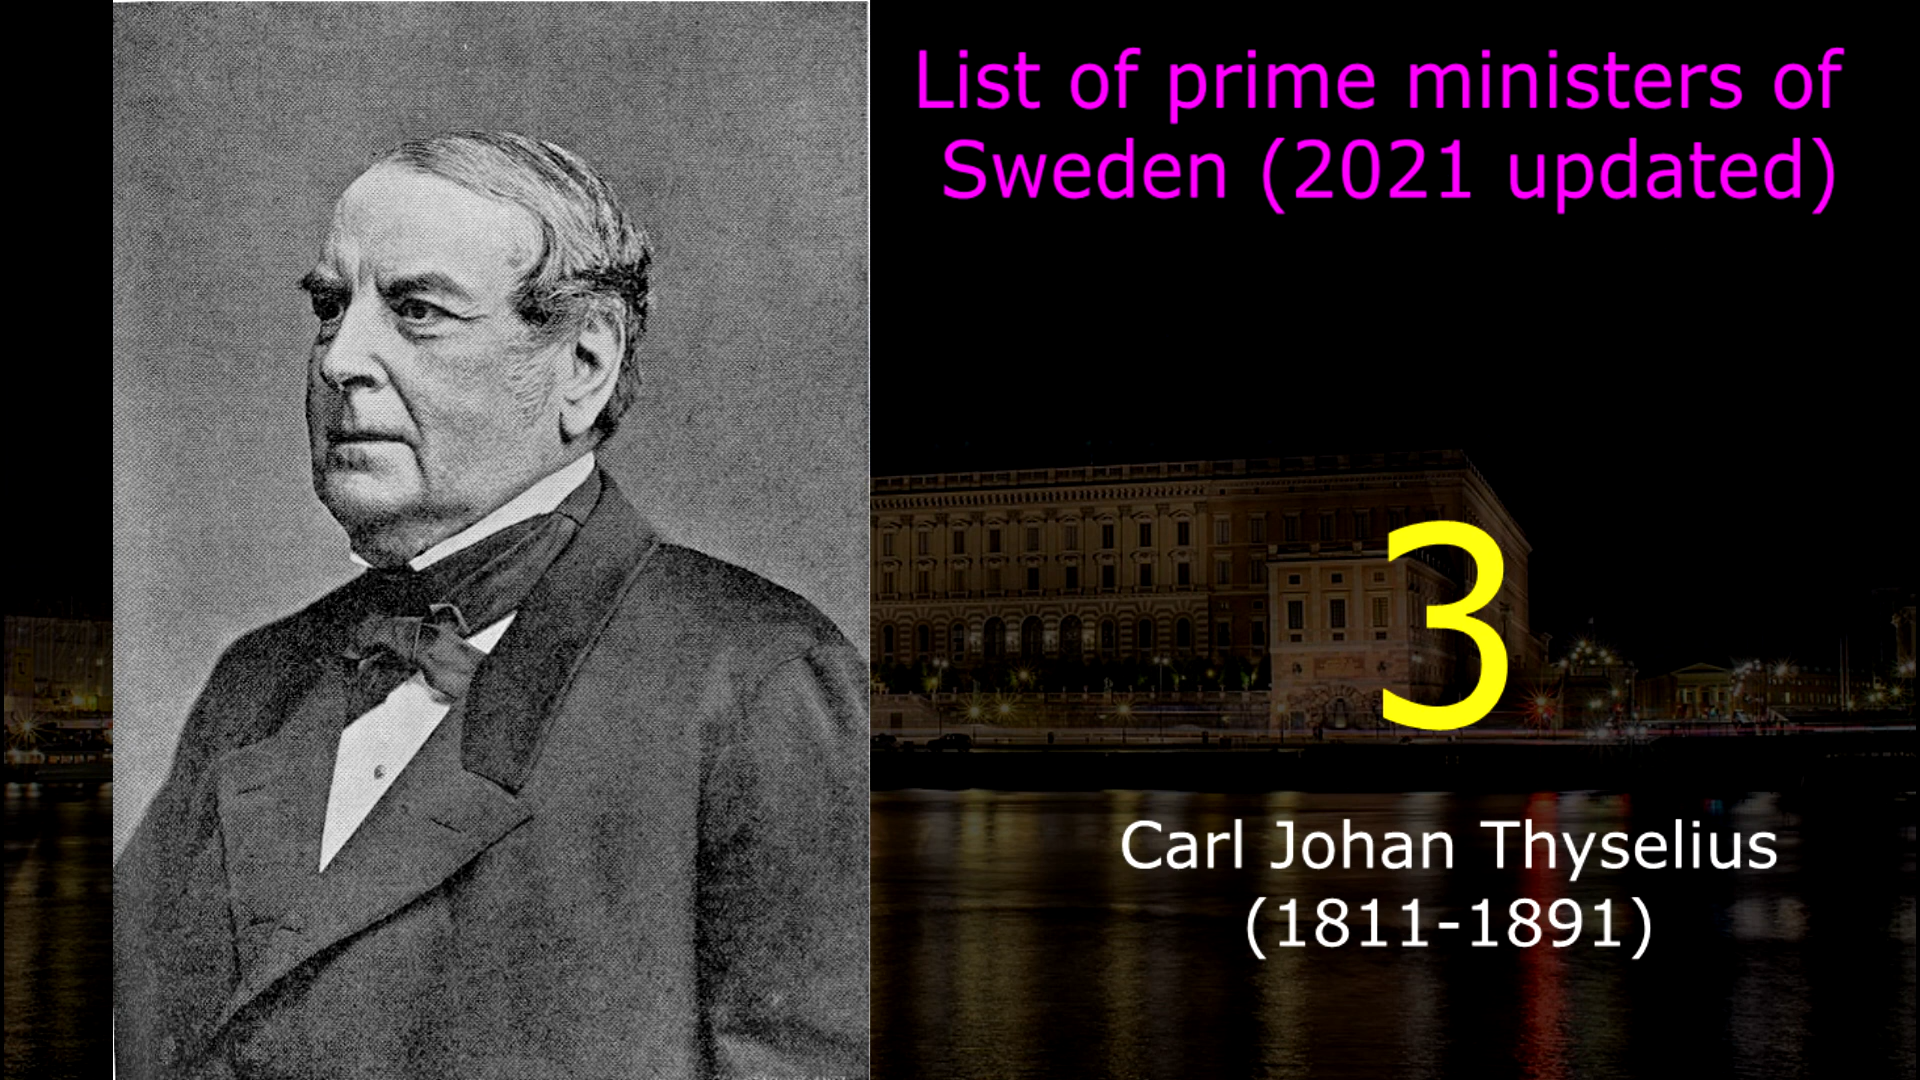 List of prime ministers of
Sweden (2021 updated)
3
Carl Johan Thyselius
(1811-1891)